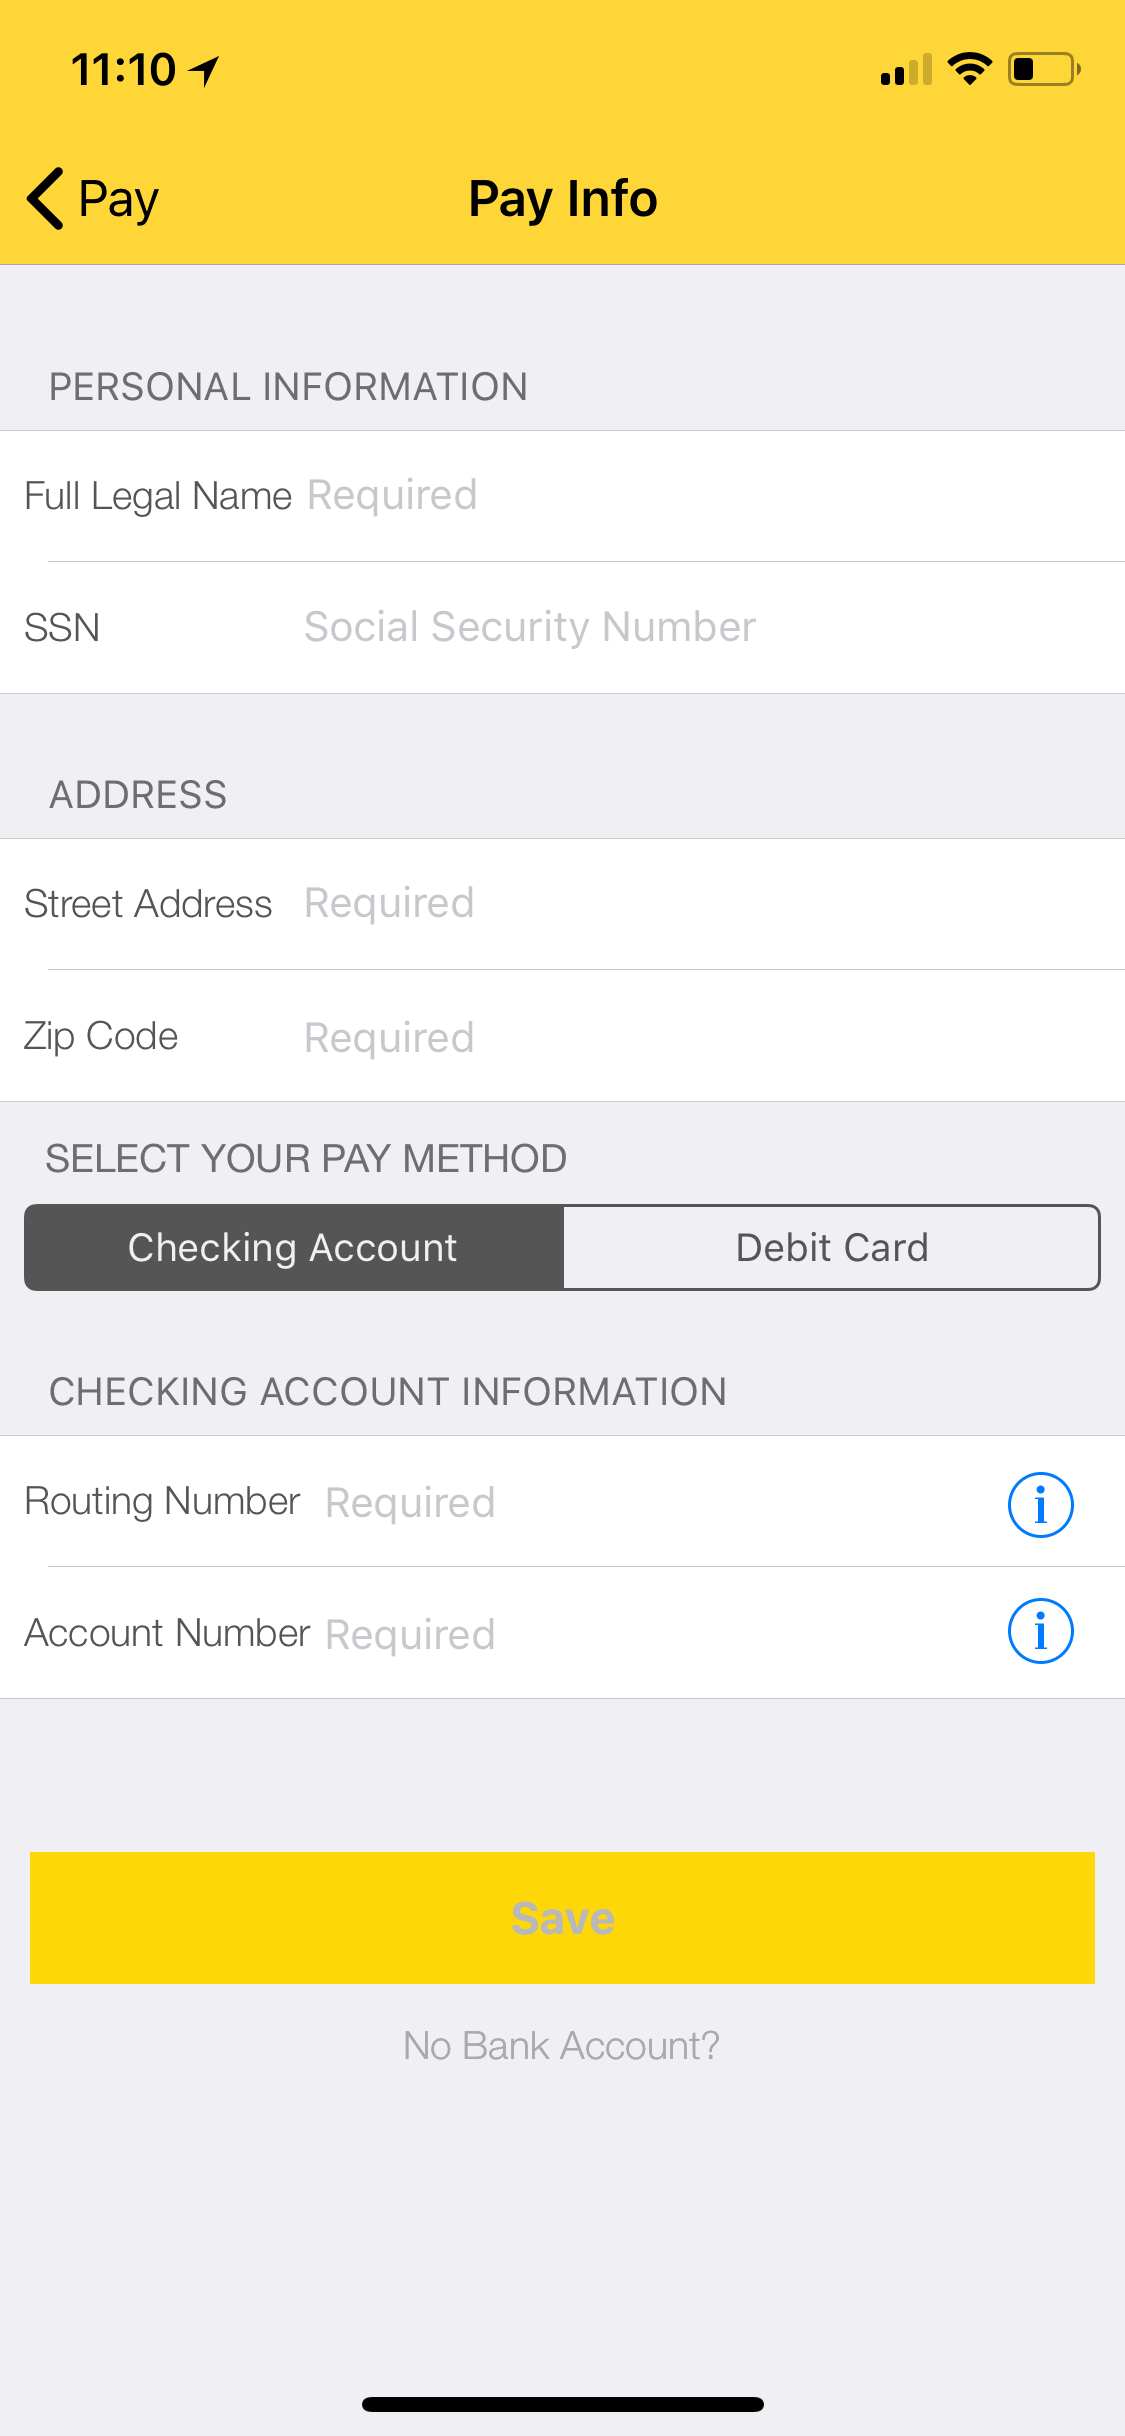 11:10
Pay
Pay Info
PERSONAL INFORMATION
Full Legal Name Required
SSN Social Security Number
ADDRESS
Street Address Required
Zip Code Required
SELECT YOUR PAY METHOD
Checking Account Debit Card
CHECKING ACCOUNT INFORMATION
Routing Number Required
Account Number Required
Save
No Bank Account?